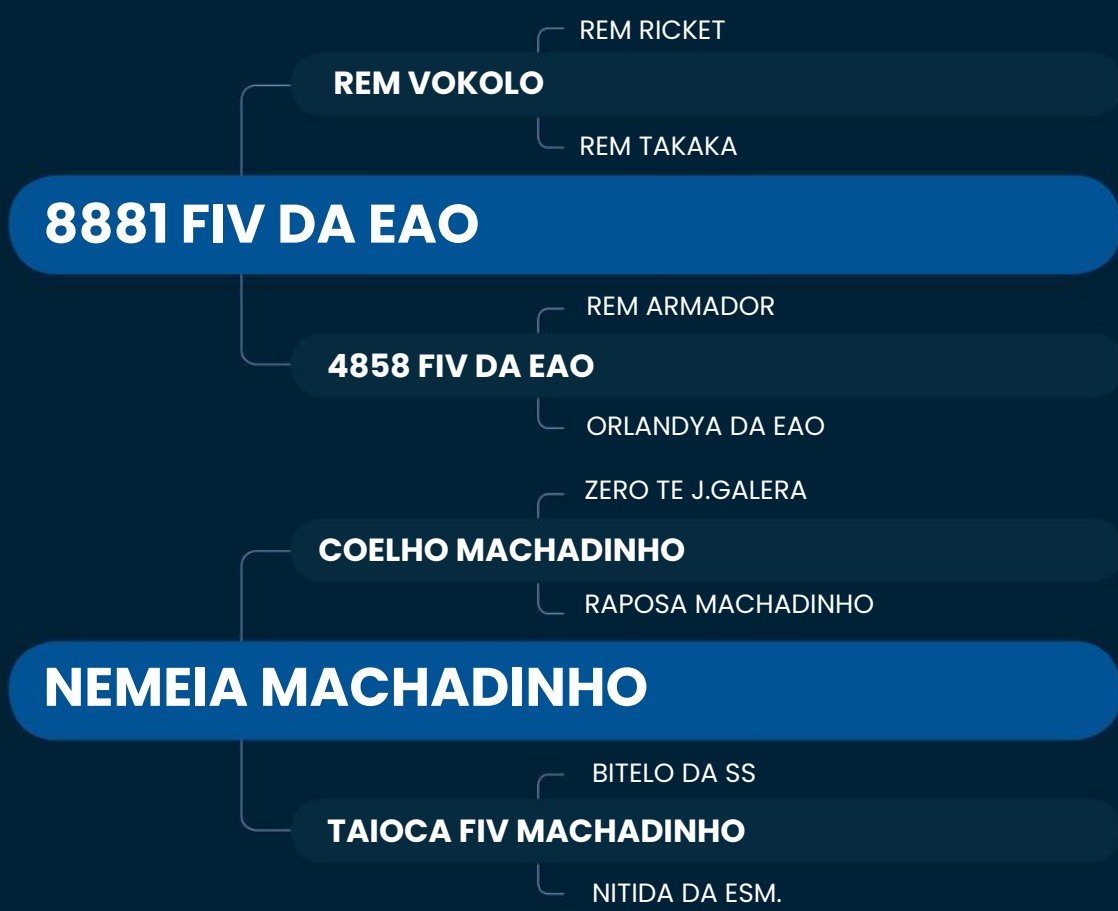 REM RICKET
REM VOKOLO
REM TAKAKA
8881 FIV DA EAO
REM ARMADOR
4858 FIV DA EAO
ORLANDYA DA EAO
ZERO TE J.GALERA
COELHO MACHADINHO
RAPOSA MACHADINHO
NEMEIA MACHADINHO
BITELO DA SS
TAIOCA FIV MACHADINHO
NITIDA DA ESM.